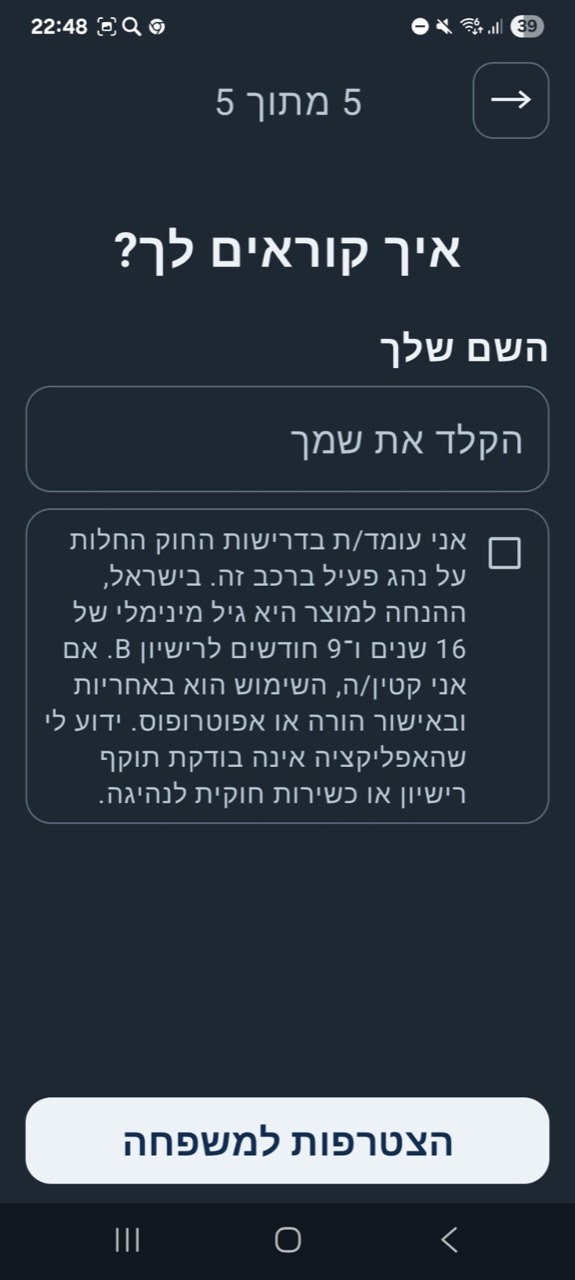 22:48
39
5 מתוך 5
איך קוראים לך?
השם שלך
הקלד את שמך
אני עומד/ת בדרישות החוק החלות
על נהג פעיל ברכב זה. בישראל,
ההנחה למוצר היא גיל מינימלי של
16 שנים ו־9 חודשים לרישיון B. אם
אני קטין/ה, השימוש הוא באחריות
ובאישור הורה או אפוטרופוס. ידוע לי
שהאפליקציה אינה בודקת תוקף
רישיון או כשירות חוקית לנהיגה.
הצטרפות למשפחה